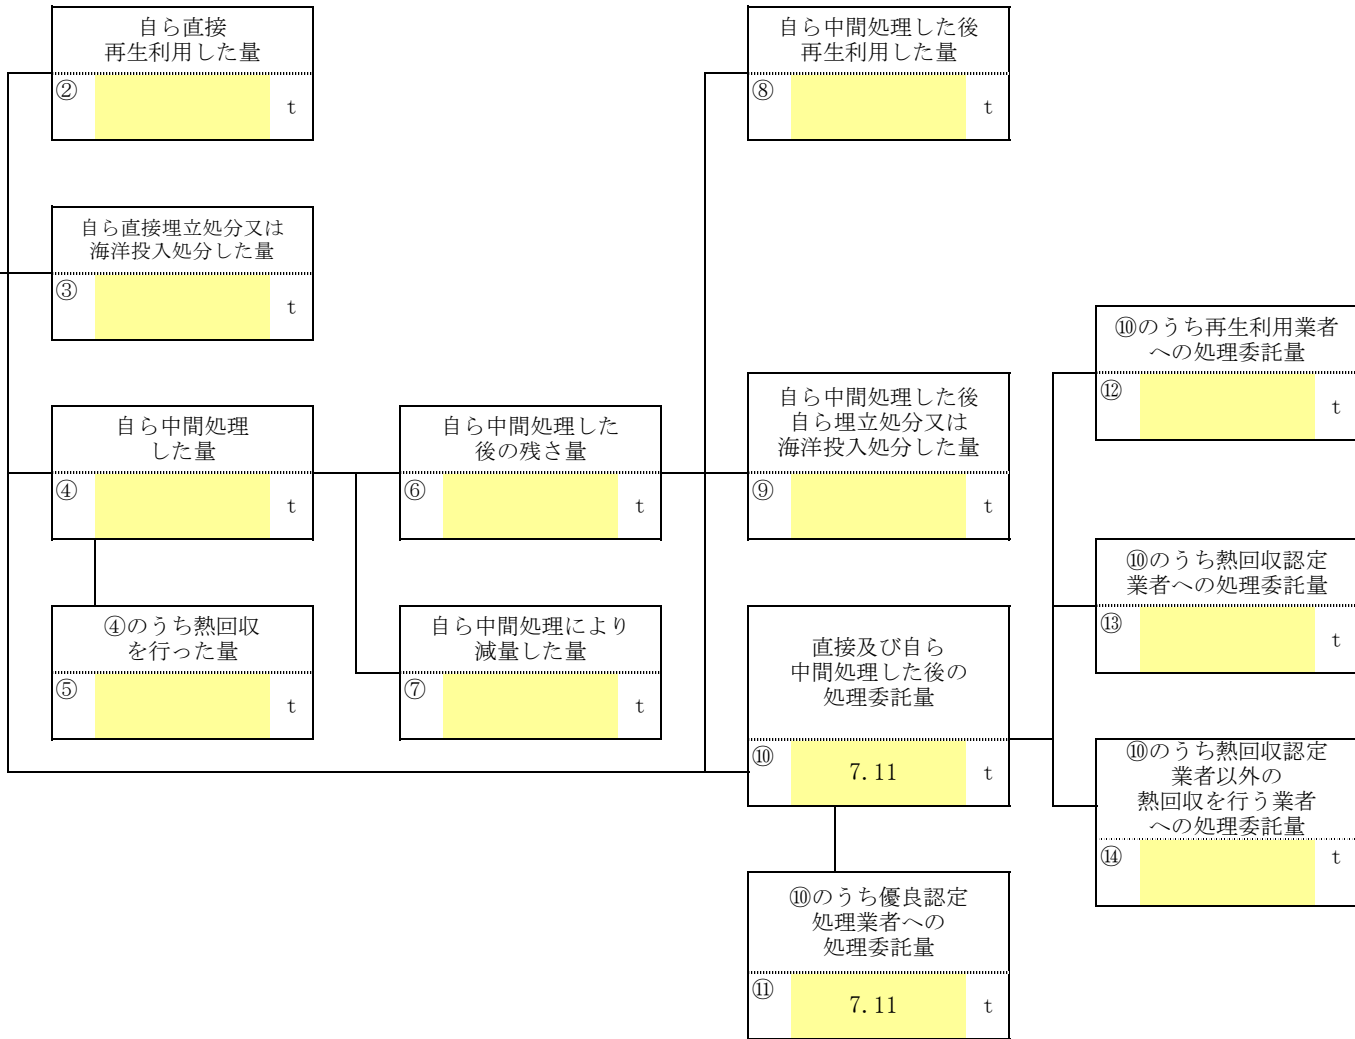 自ら直接
再生利用した量
②
t
自ら中間処理した後
再生利用した量
⑧
t
自ら直接埋立処分又は
海洋投入処分した量
③
t
⑩のうち再生利用業者
への処理委託量
⑫
t
自ら中間処理
した量
④
t
自ら中間処理した
後の残さ量
⑥
t
自ら中間処理した後
自ら埋立処分又は
海洋投入処分した量
⑨
t
⑩のうち熱回収認定
業者への処理委託量
⑬
t
④のうち熱回収
を行った量
⑤
t
自ら中間処理により
減量した量
⑦
t
直接及び自ら
中間処理した後の
処理委託量
⑩ 7.11 t
⑩のうち熱回収認定
業者以外の
熱回収を行う業者
への処理委託量
⑭
t
⑩のうち優良認定
処理業者への
処理委託量
⑪ 7.11 t